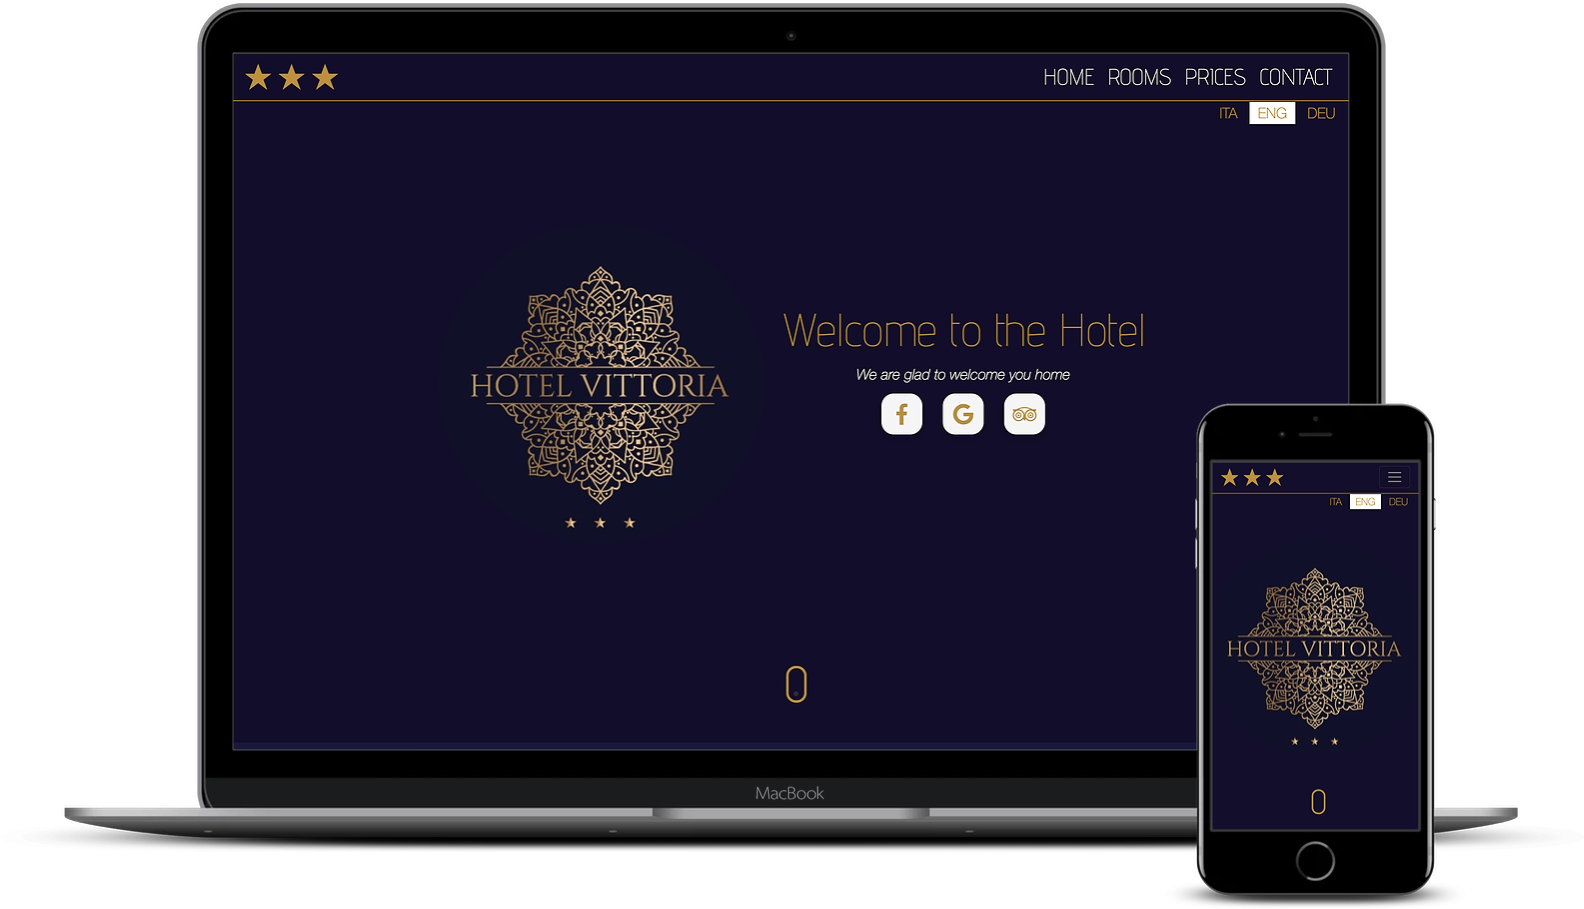 HOME ROOMS PRICES CONTACT
ITA ENG DEU
Welcome to the Hotel
We are glad to welcome you home
HOTEL VITTORIA
f G
MacBook
ITA ENG DEU
HOTEL VITTORIA